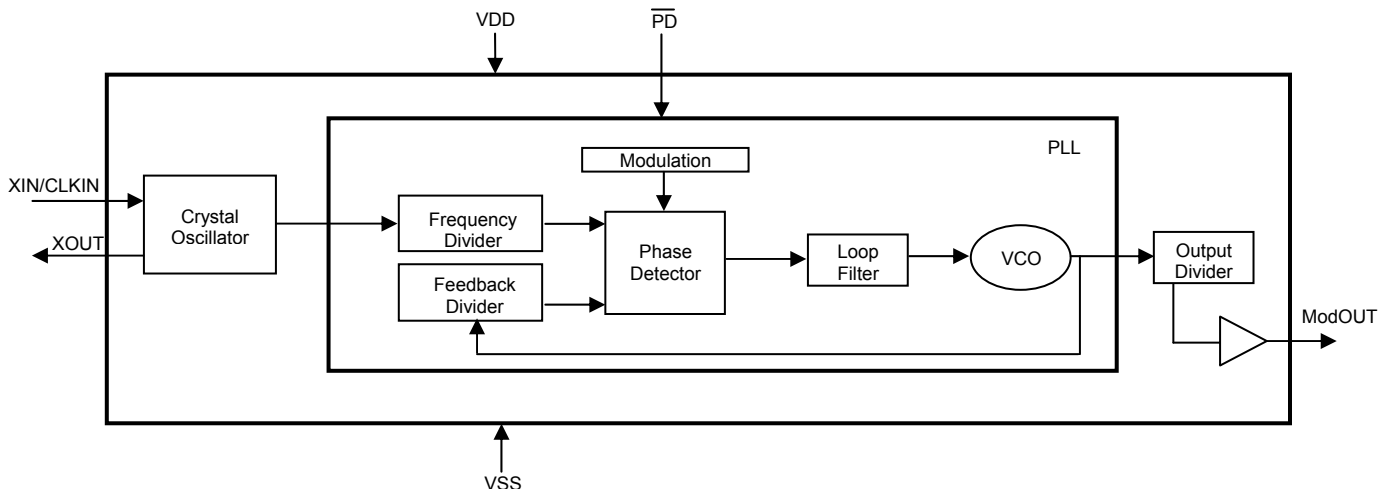 VDD
PD
PLL
Modulation
XIN/CLKIN
Crystal
Oscillator
XOUT
Frequency
Divider
Feedback
Divider
Phase
Detector
Loop
Filter
VCO
Output
Divider
ModOUT
VSS